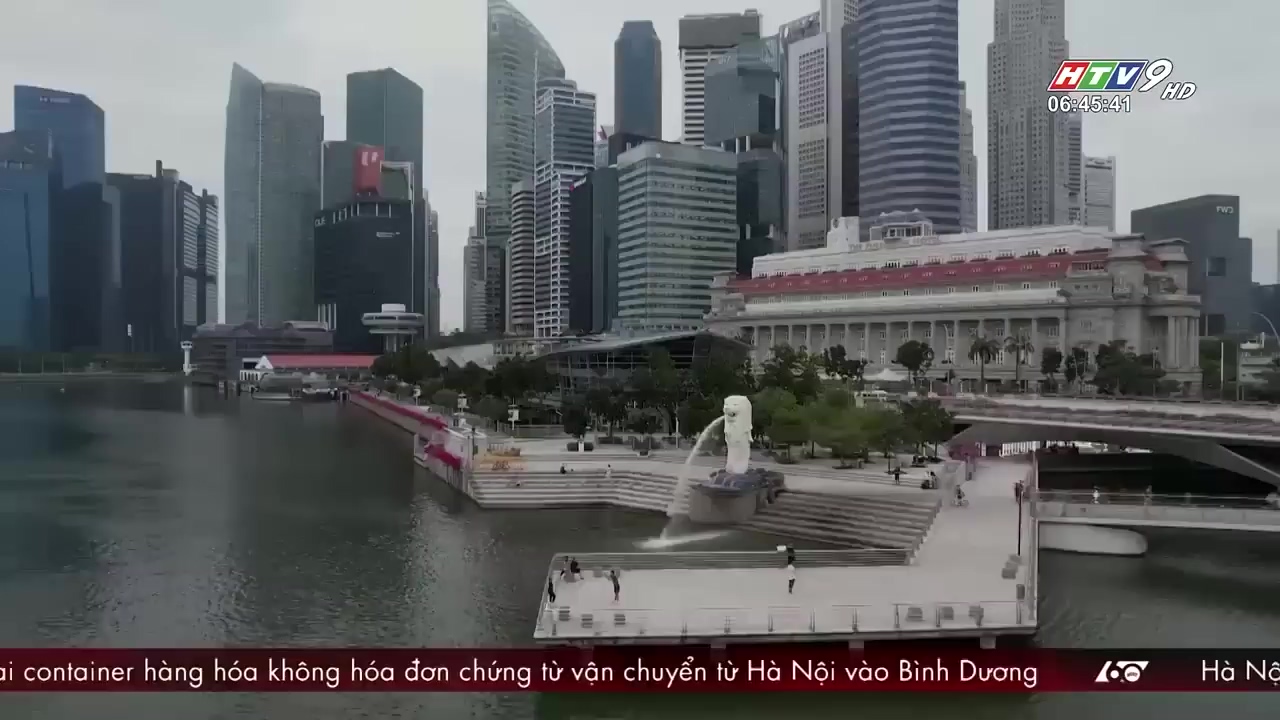 HTV9 HD
06:45:41
ai container hàng hóa không hóa đơn chứng từ vận chuyển từ Hà Nội vào Bình Dương
Hà Nộ